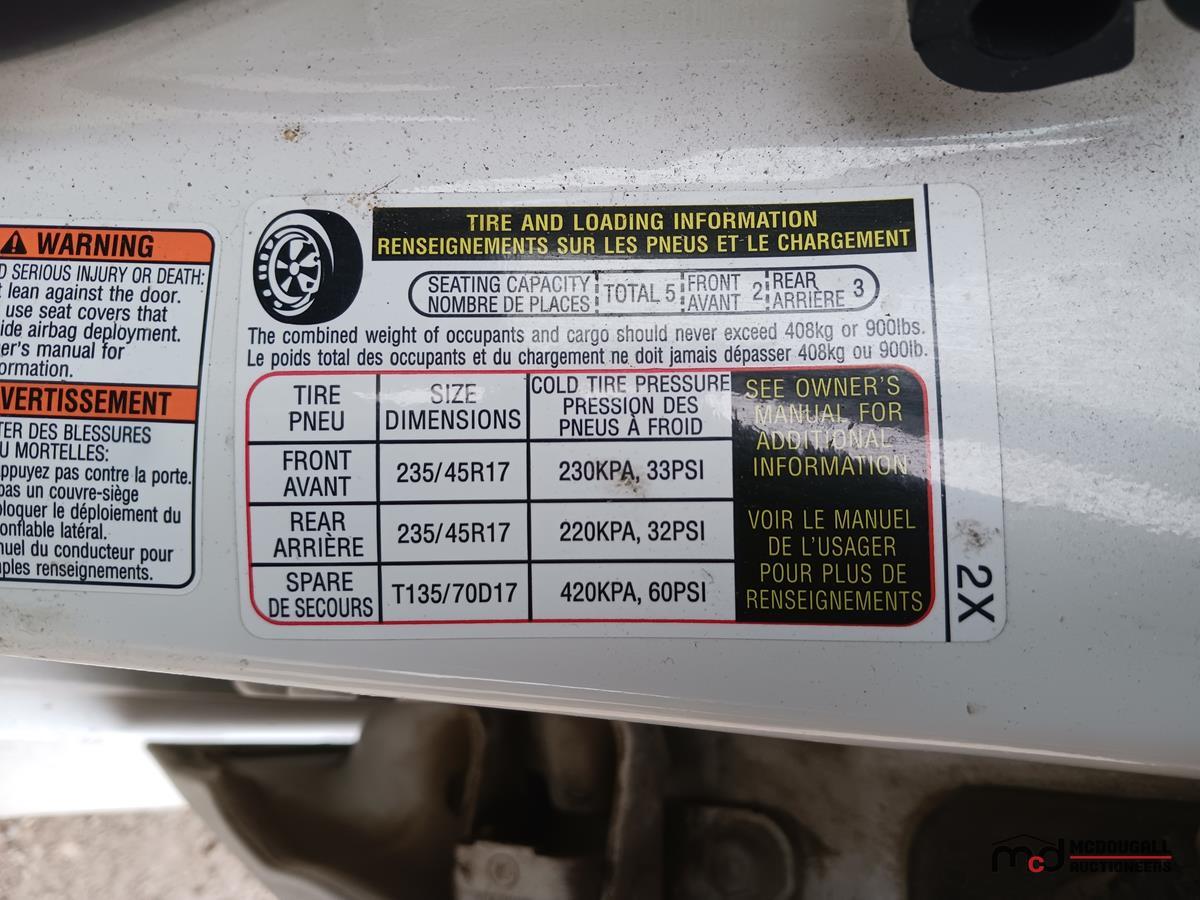 WARNING
D SERIOUS INJURY OR DEATH:
lean against the door.
use seat covers that
ide airbag deployment.
er's manual for
ormation.
VERTISSEMENT
TER DES BLESSURES
U MORTELLES:
appuyez pas contre la porte.
pas un couvre-siège
bloquer le déploiement du
onflable latéral.
nuel du conducteur pour
mples renseignements.
TIRE AND LOADING INFORMATION
RENSEIGNEMENTS SUR LES PNEUS ET LE CHARGEMENT
SEATING CAPACITY
NOMBRE DE PLACES
TOTAL 5
FRONT
AVANT 2
REAR
ARRIÈRE 3
The combined weight of occupants and cargo should never exceed 408kg or 900lbs.
Le poids total des occupants et du chargement ne doit jamais dépasser 408kg ou 900lb.
TIRE
PNEU
SIZE
DIMENSIONS
COLD TIRE PRESSURE
PRESSION DES
PNEUS À FROID
FRONT
AVANT
235/45R17
230KPA, 33PSI
REAR
ARRIÈRE
235/45R17
220KPA, 32PSI
SPARE
DE SECOURS
T135/70D17
420KPA, 60PSI
SEE OWNER'S
MANUAL FOR
ADDITIONAL
INFORMATION
VOIR LE MANUEL
DE L'USAGER
POUR PLUS DE
RENSEIGNEMENTS
2X
mcd
MCDOUGALL
AUCTIONEERS